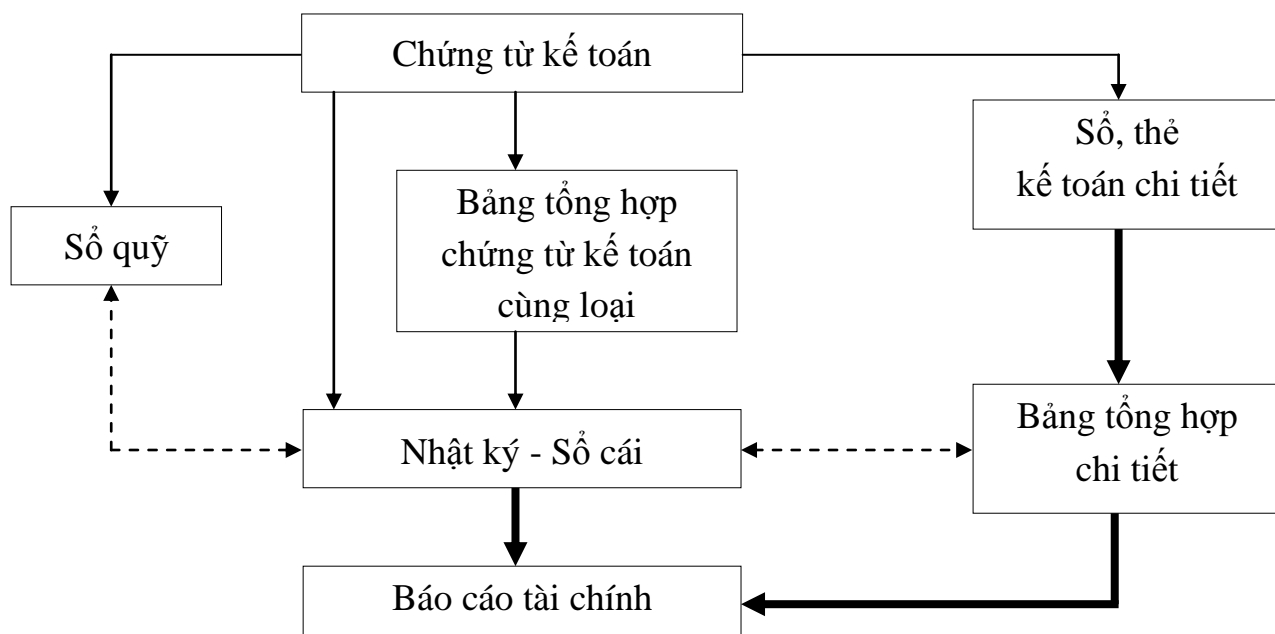 Chứng từ kế toán
Sổ, thẻ
kế toán chi tiết
Bảng tổng hợp
chứng từ kế toán
cùng loại
Sổ quỹ
Bảng tổng hợp
chi tiết
Nhật ký - Sổ cái
Báo cáo tài chính